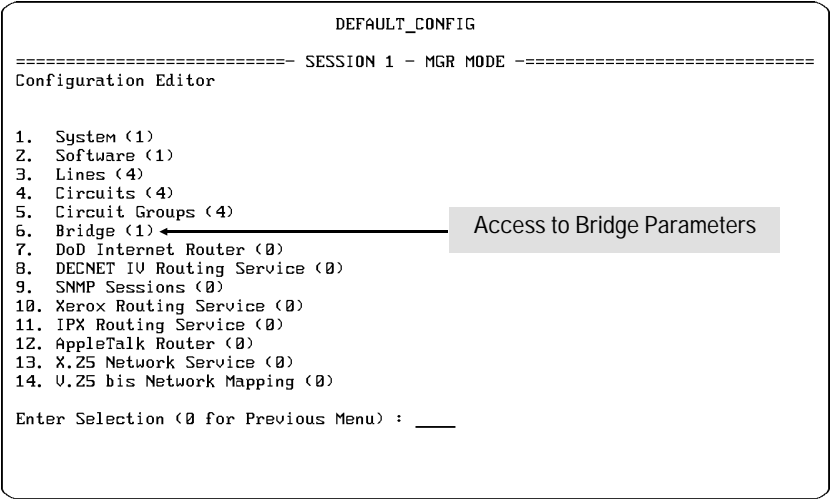 DEFAULT_CONFIG
===========================- SESSION 1 - MGR MODE -=============================
Configuration Editor
1. System (1)
2. Software (1)
3. Lines (4)
4. Circuits (4)
5. Circuit Groups (4)
6. Bridge (1)
Access to Bridge Parameters
7. DoD Internet Router (0)
8. DECNET IV Routing Service (0)
9. SNMP Sessions (0)
10. Xerox Routing Service (0)
11. IPX Routing Service (0)
12. AppleTalk Router (0)
13. X.25 Network Service (0)
14. V.25 bis Network Mapping (0)
Enter Selection (0 for Previous Menu) : ____